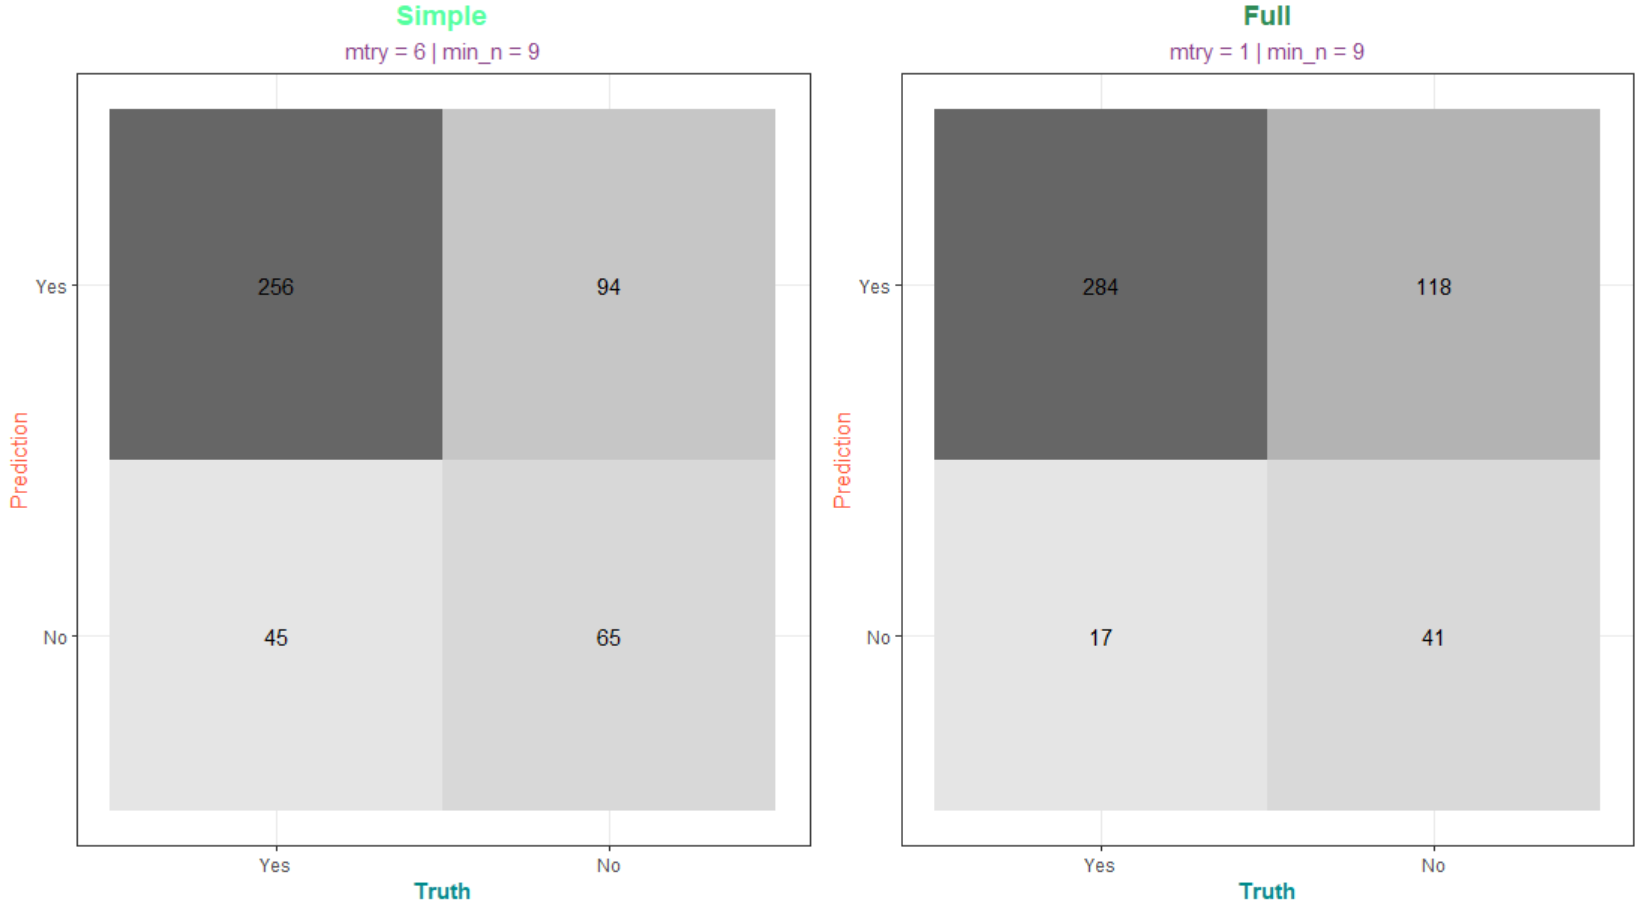 Simple
mtry = 6 | min_n = 9
Prediction
Yes
256
94
No
45
65
Yes
No
Truth
Full
mtry = 1 | min_n = 9
Prediction
Yes
284
118
No
17
41
Yes
No
Truth